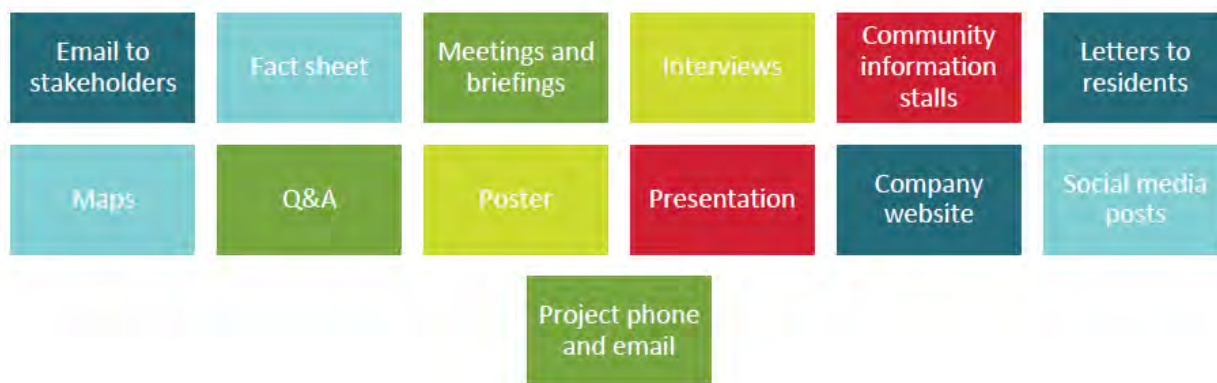 Email to
stakeholders
Fact sheet
Meetings and
briefings
Interviews
Community
information
stalls
Letters to
residents
Maps
Q&A
Poster
Presentation
Company
website
Social media
posts
Project phone
and email